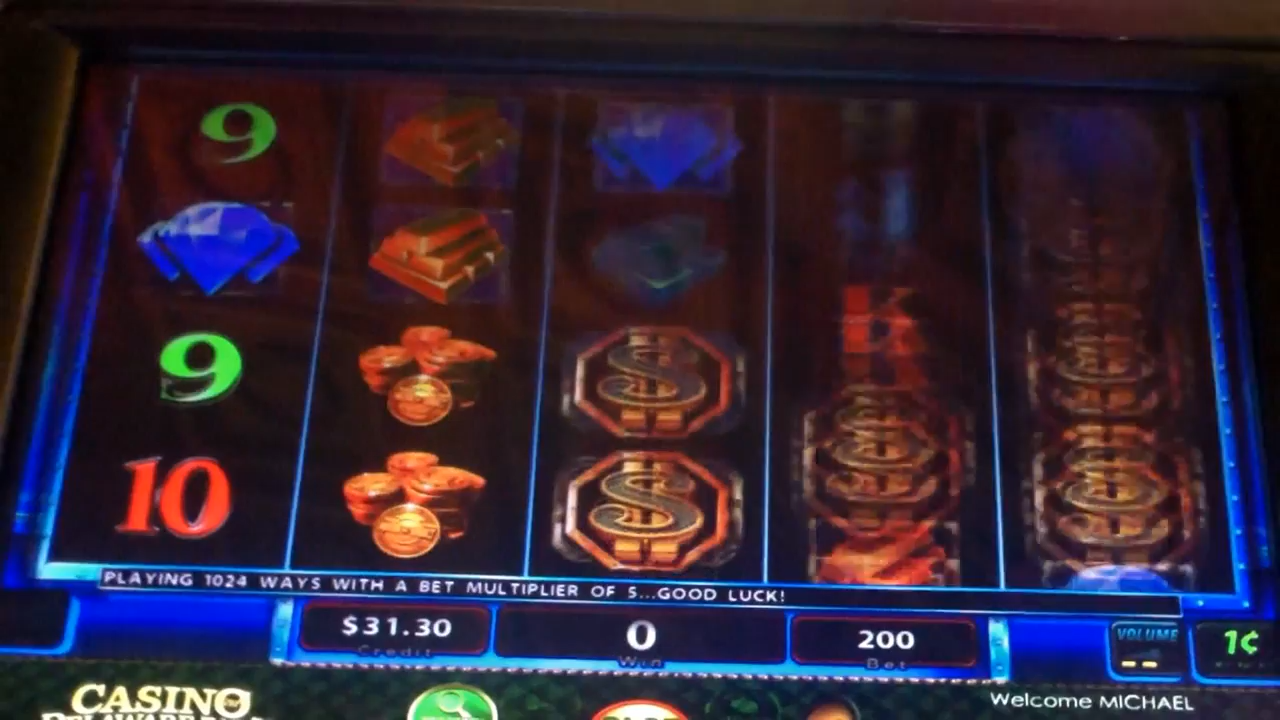 9
9
10
$
$
K
PLAYING 1024 WAYS WITH A BET MULTIPLIER OF 5...GOOD LUCK!
$31.30
Credit
0
Win
200
Bet
VOLUME
1¢
Welcome MICHAEL
CASINO